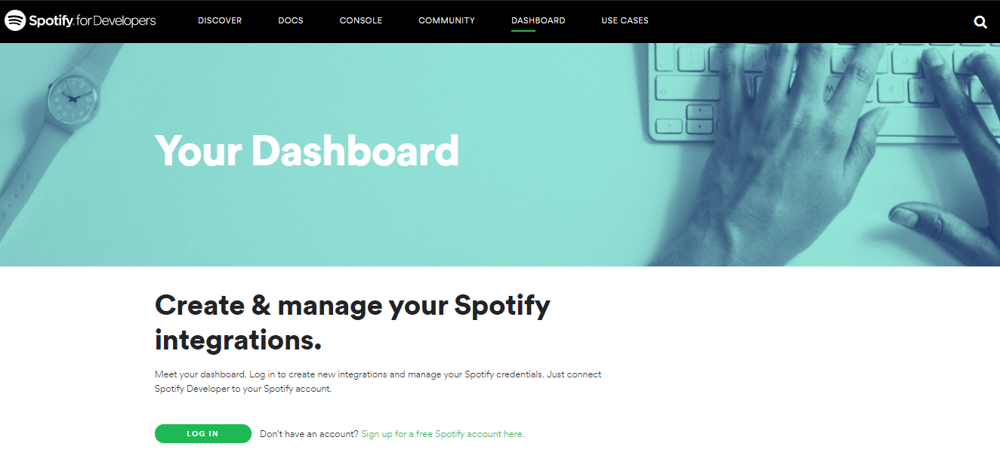 Spotify for Developers
DISCOVER
DOCS
CONSOLE
COMMUNITY
DASHBOARD
USE CASES
Your Dashboard
M
B
V
Create & manage your Spotify
integrations.
Meet your dashboard. Log in to create new integrations and manage your Spotify credentials. Just connect
Spotify Developer to your Spotify account.
LOG IN
Don't have an account? Sign up for a free Spotify account here.